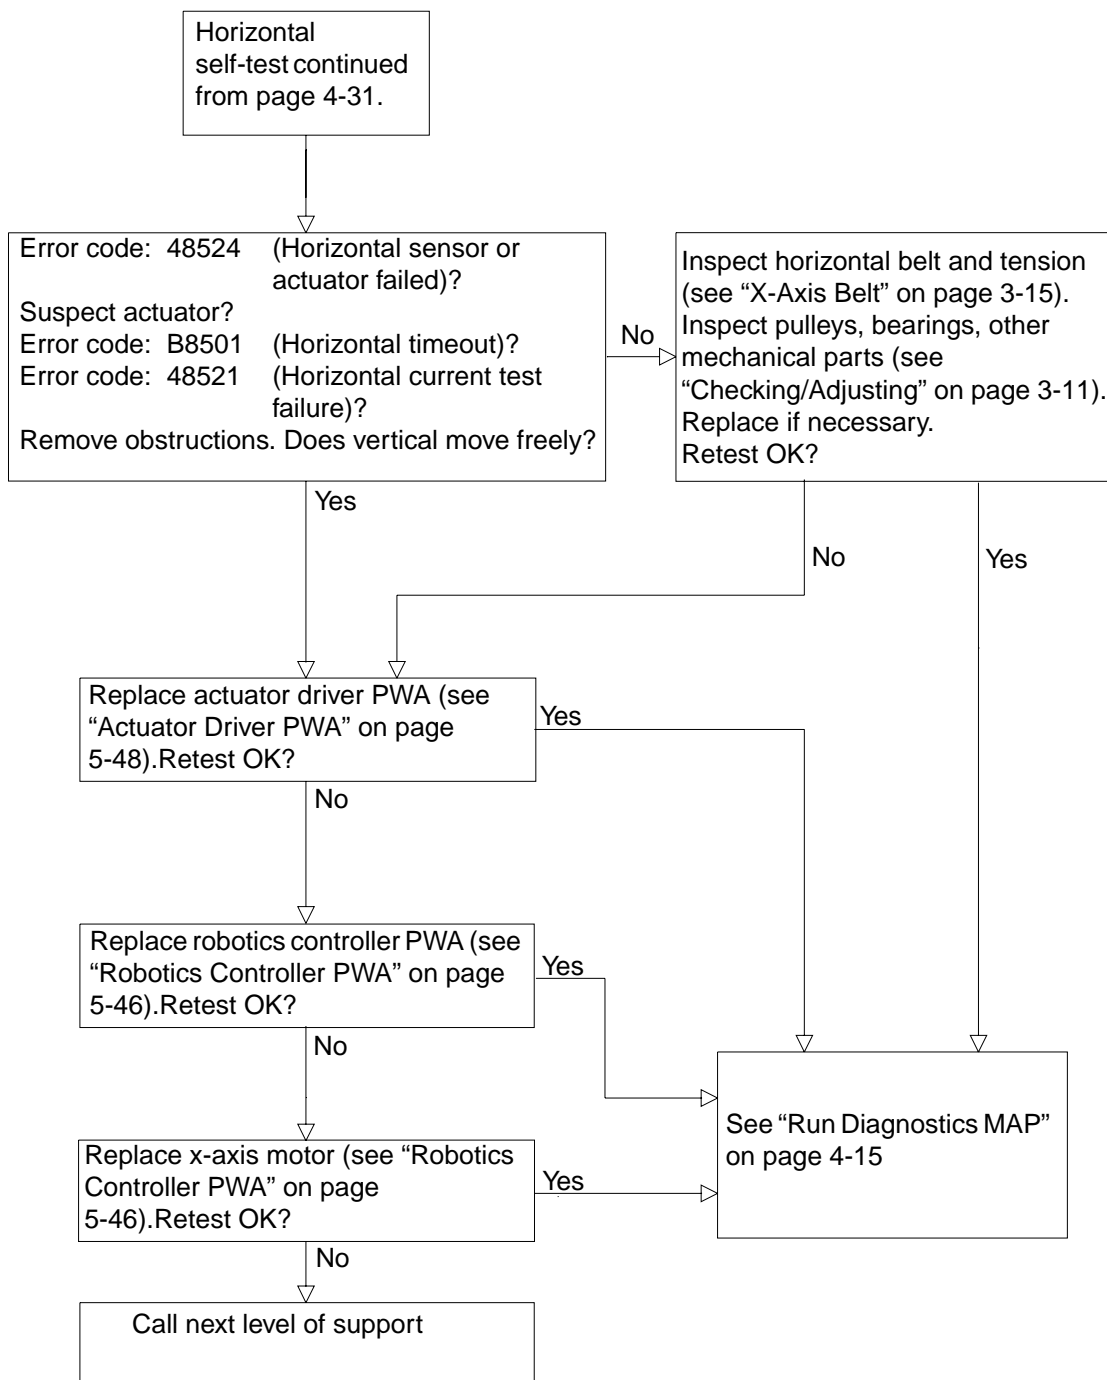 Horizontal
self-test continued
from page 4-31.
Error code: 48524 (Horizontal sensor or
actuator failed)?
Suspect actuator?
Error code: B8501 (Horizontal timeout)?
Error code: 48521 (Horizontal current test
failure)?
Remove obstructions. Does vertical move freely?
No
Inspect horizontal belt and tension
(see “X-Axis Belt” on page 3-15).
Inspect pulleys, bearings, other
mechanical parts (see
“Checking/Adjusting” on page 3-11).
Replace if necessary.
Retest OK?
Yes
No
Yes
Replace actuator driver PWA (see
“Actuator Driver PWA” on page
5-48).Retest OK?
Yes
No
Replace robotics controller PWA (see
“Robotics Controller PWA” on page
5-46).Retest OK?
Yes
No
See “Run Diagnostics MAP”
on page 4-15
Replace x-axis motor (see “Robotics
Controller PWA” on page
5-46).Retest OK?
Yes
No
Call next level of support